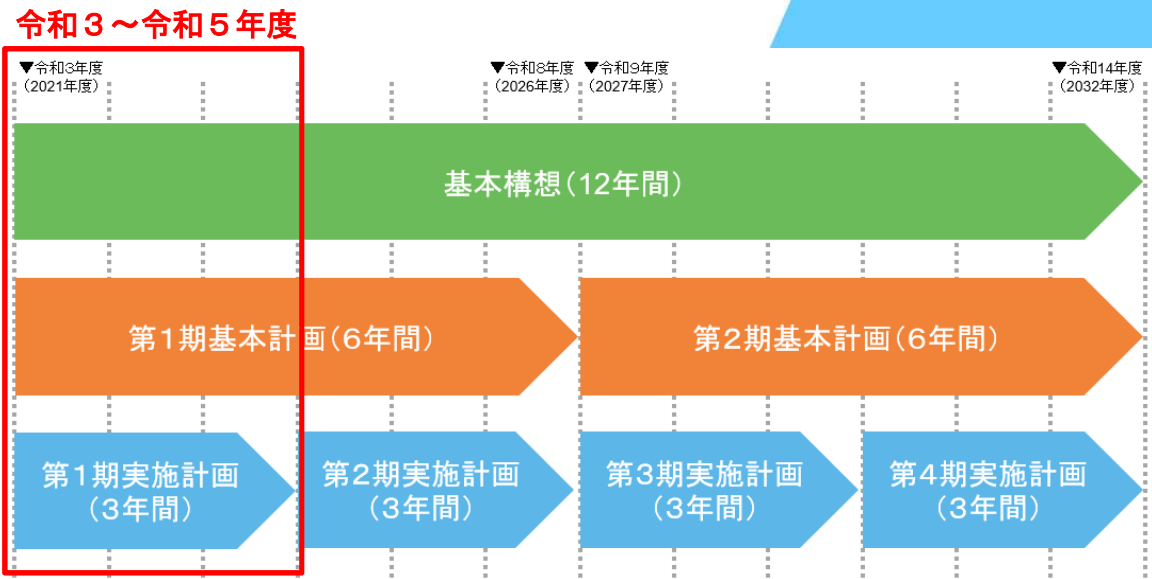 令和３～令和５年度
▼令和3年度
（2021年度）
▼令和8年度
（2026年度）
▼令和9年度
（2027年度）
▼令和14年度
（2032年度）
基本構想（12年間）
第１期基本計画（６年間）
第２期基本計画（６年間）
第１期実施計画
（３年間）
第２期実施計画
（３年間）
第３期実施計画
（３年間）
第４期実施計画
（３年間）